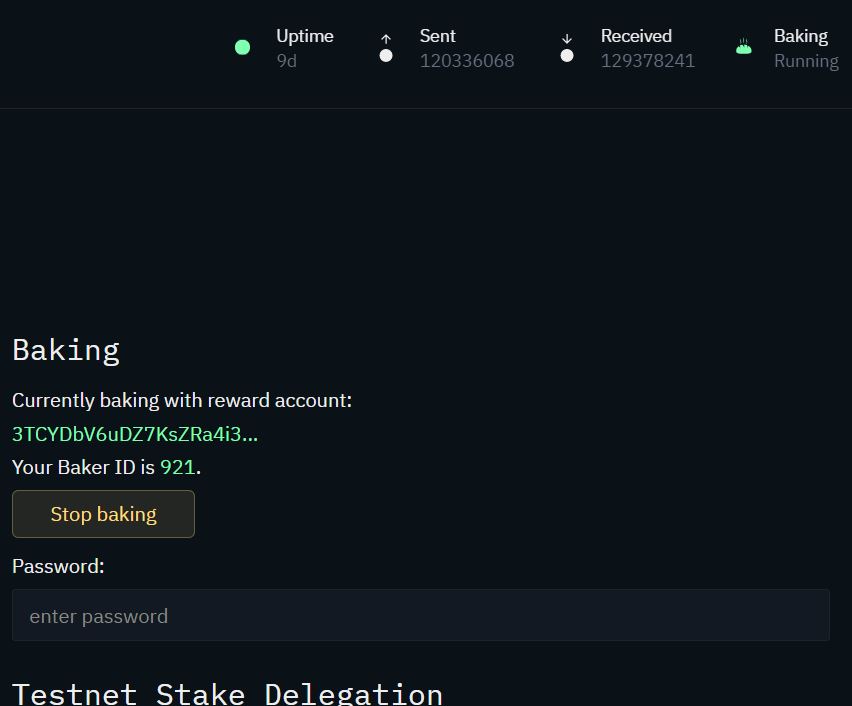 Uptime
9d
Sent
120336068
Received
129378241
Baking
Running
Baking
Currently baking with reward account:
3TCYDbV6uDZ7KsZRa4i3...
Your Baker ID is 921.
Stop baking
Password:
enter password
Testnet Stake Delegation